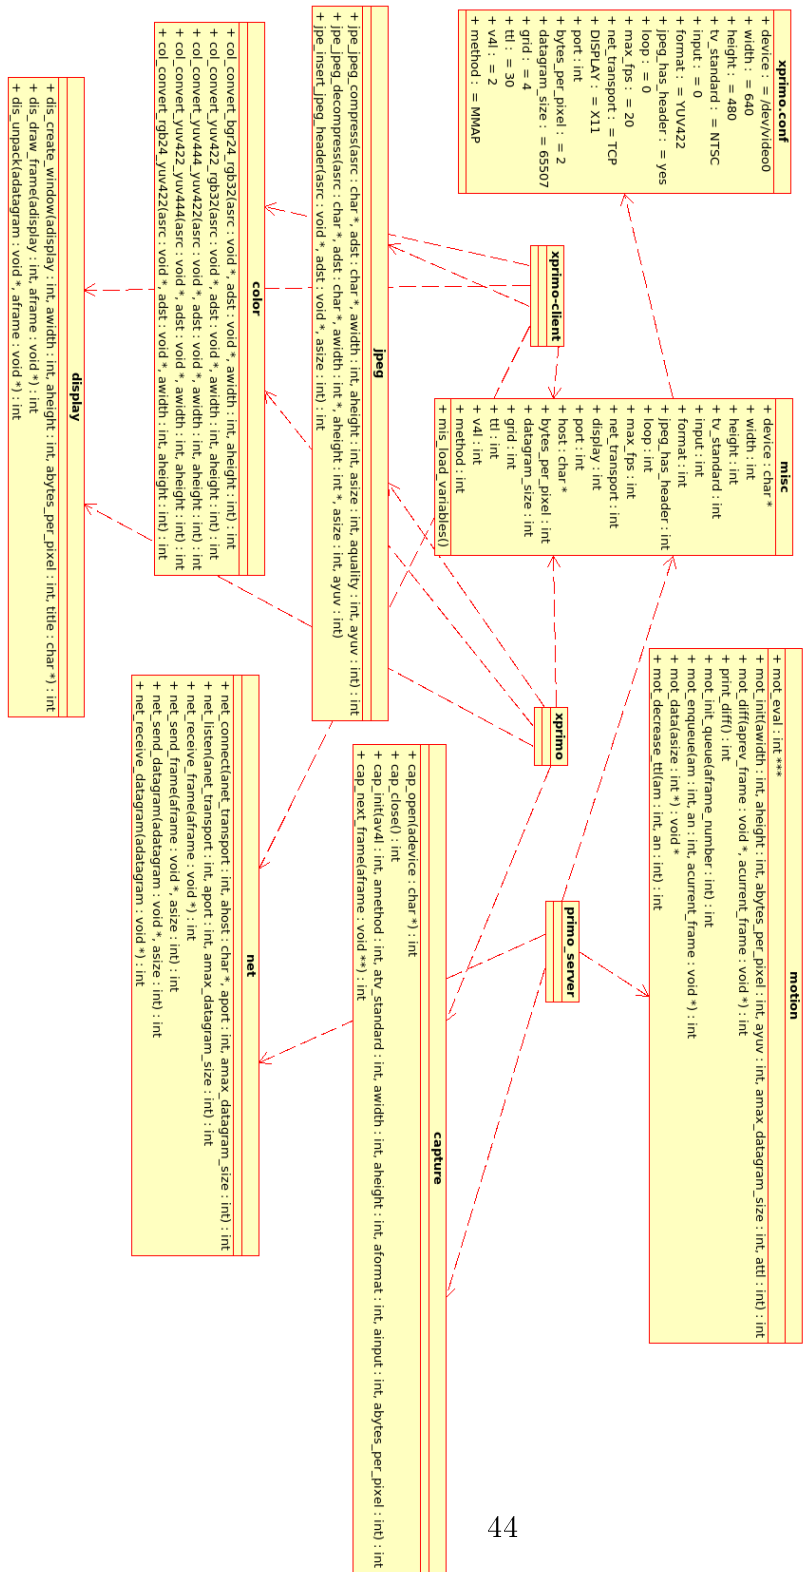 xprimo.conf
+ device : = /dev/video0
+ width : = 640
+ height : = 480
+ tv_standard : = NTSC
+ input : = 0
+ format : = YUV422
+ jpeg_has_header : = yes
+ loop : = 0
+ max_fps : = 20
+ net_transport : = TCP
+ DISPLAY : = X11
+ port : int
+ bytes_per_pixel : = 2
+ datagram_size : = 65507
+ grid : = 4
+ ttl : = 30
+ v4l : = 2
+ method : = MMAP
misc
+ device : char *
+ width : int
+ height : int
+ tv_standard : int
+ input : int
+ format : int
+ jpeg_has_header : int
+ loop : int
+ max_fps : int
+ net_transport : int
+ display : int
+ port : int
+ host : char *
+ bytes_per_pixel : int
+ datagram_size : int
+ grid : int
+ ttl : int
+ v4l : int
+ method : int
+ mis_load_variables()
motion
+ mot_eval : int ***
+ mot_init(awidth : int, aheight : int, abytes_per_pixel : int, ayuv : int, amax_datagram_size : int, attl : int) : int
+ mot_diff(aprev_frame : void *, acurrent_frame : void *) : int
+ print_diff() : int
+ mot_init_queue(aframe_number : int) : int
+ mot_enqueue(am : int, an : int, acurrent_frame : void *) : int
+ mot_data(asize : int *) : void *
+ mot_decrease_ttl(am : int, an : int) : int
xprimo-client
xprimo
primo_server
jpeg
+ jpe_jpeg_compress(asrc : char *, adst : char *, awidth : int, aheight : int, asize : int, aquality : int, ayuv : int) : int
+ jpe_jpeg_decompress(asrc : char *, adst : char *, awidth : int *, aheight : int *, asize : int, ayuv : int)
+ jpe_insert_jpeg_header(asrc : void *, adst : void *, asize : int) : int
capture
+ cap_open(adevice : char *) : int
+ cap_close() : int
+ cap_init(av4l : int, amethod : int, atv_standard : int, awidth : int, aheight : int, aformat : int, ainput : int, abytes_per_pixel : int) : int
+ cap_next_frame(aframe : void **) : int
color
+ col_convert_bgr24_rgb32(asrc : void *, adst : void *, awidth : int, aheight : int) : int
+ col_convert_yuv422_rgb32(asrc : void *, adst : void *, awidth : int, aheight : int) : int
+ col_convert_yuv444_yuv422(asrc : void *, adst : void *, awidth : int, aheight : int) : int
+ col_convert_yuv422_yuv444(asrc : void *, adst : void *, awidth : int, aheight : int) : int
+ col_convert_rgb24_yuv422(asrc : void *, adst : void *, awidth : int, aheight : int) : int
net
+ net_connect(anet_transport : int, ahost : char *, aport : int, amax_datagram_size : int) : int
+ net_listen(anet_transport : int, aport : int, amax_datagram_size : int) : int
+ net_receive_frame(aframe : void *) : int
+ net_send_frame(aframe : void *, asize : int) : int
+ net_send_datagram(adatagram : void *, asize : int) : int
+ net_receive_datagram(adatagram : void *) : int
display
+ dis_create_window(adisplay : int, awidth : int, aheight : int, abytes_per_pixel : int, title : char *) : int
+ dis_draw_frame(adisplay : int, aframe : void *) : int
+ dis_unpack(adatagram : void *, aframe : void *) : int
44